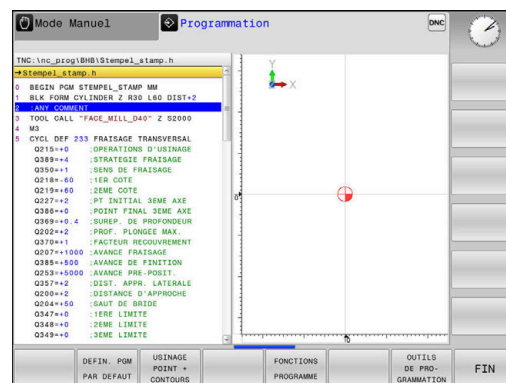 Mode Manuel
Programmation
DNC
TNC:\nc_prog\BHB\Stempel_stamp.h
→Stempel_stamp.h
0 BEGIN PGM STEMPEL_STAMP MM
1 BLK FORM CYLINDER Z R30 L60 DIST+2
2 ;ANY COMMENT
3 TOOL CALL "FACE_MILL_D40" Z S2000
4 M3
5 CYCL DEF 233 FRAISAGE TRANSVERSAL
Q215=+0 ;OPERATIONS D'USINAGE
Q389=+4 ;STRATEGIE FRAISAGE
Q350=+1 ;SENS DE FRAISAGE
Q218=-60 ;1ER COTE
Q219=+60 ;2EME COTE
Q227=+2 ;PT INITIAL 3EME AXE
Q386=+0 ;POINT FINAL 3EME AXE
Q369=+0.4 ;SUREP. DE PROFONDEUR
Q202=+2 ;PROF. PLONGEE MAX.
Q370=+1 ;FACTEUR RECOUVREMENT
Q207=+1000 ;AVANCE FRAISAGE
Q385=+500 ;AVANCE DE FINITION
Q253=+5000 ;AVANCE PRE-POSIT.
Q357=+2 ;DIST. APPR. LATERALE
Q200=+2 ;DISTANCE D'APPROCHE
Q204=+50 ;SAUT DE BRIDE
Q347=+0 ;1ERE LIMITE
Q348=+0 ;2EME LIMITE
Q349=+0 ;3EME LIMITE
Y
X
0
0
DEFIN. PGM
PAR DEFAUT
USINAGE
POINT +
CONTOURS
FONCTIONS
PROGRAMME
OUTILS
DE PRO-
GRAMMATION
FIN